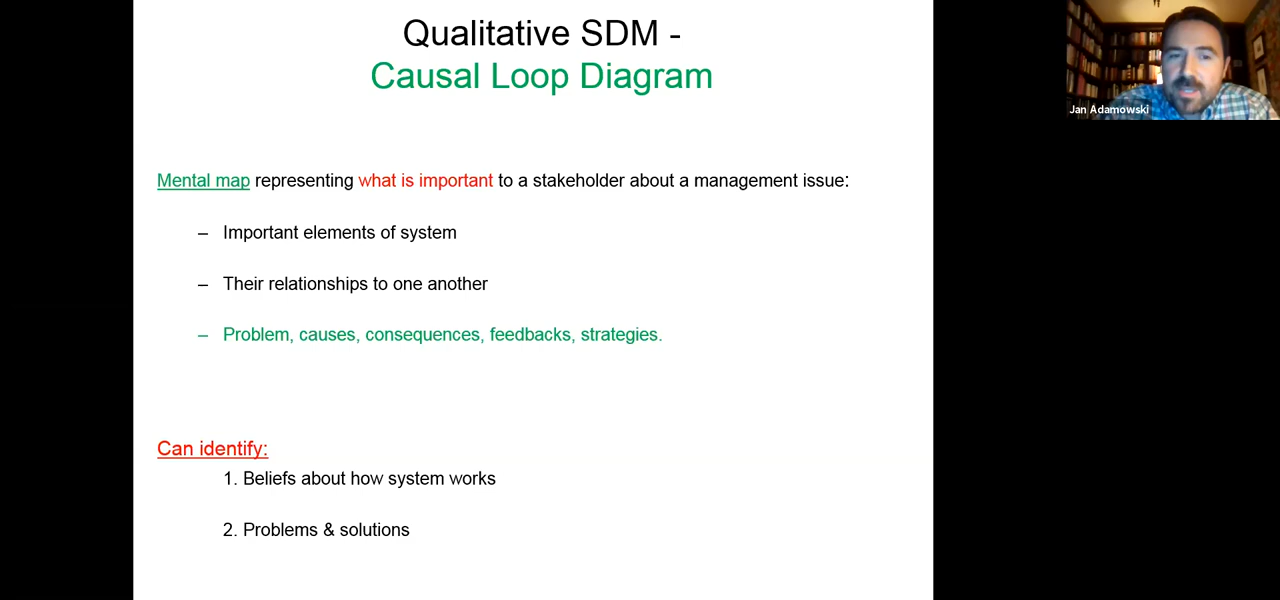 Qualitative SDM -
Causal Loop Diagram
Jan Adamowski
Mental map representing what is important to a stakeholder about a management issue:
– Important elements of system
– Their relationships to one another
– Problem, causes, consequences, feedbacks, strategies.
Can identify:
1. Beliefs about how system works
2. Problems & solutions